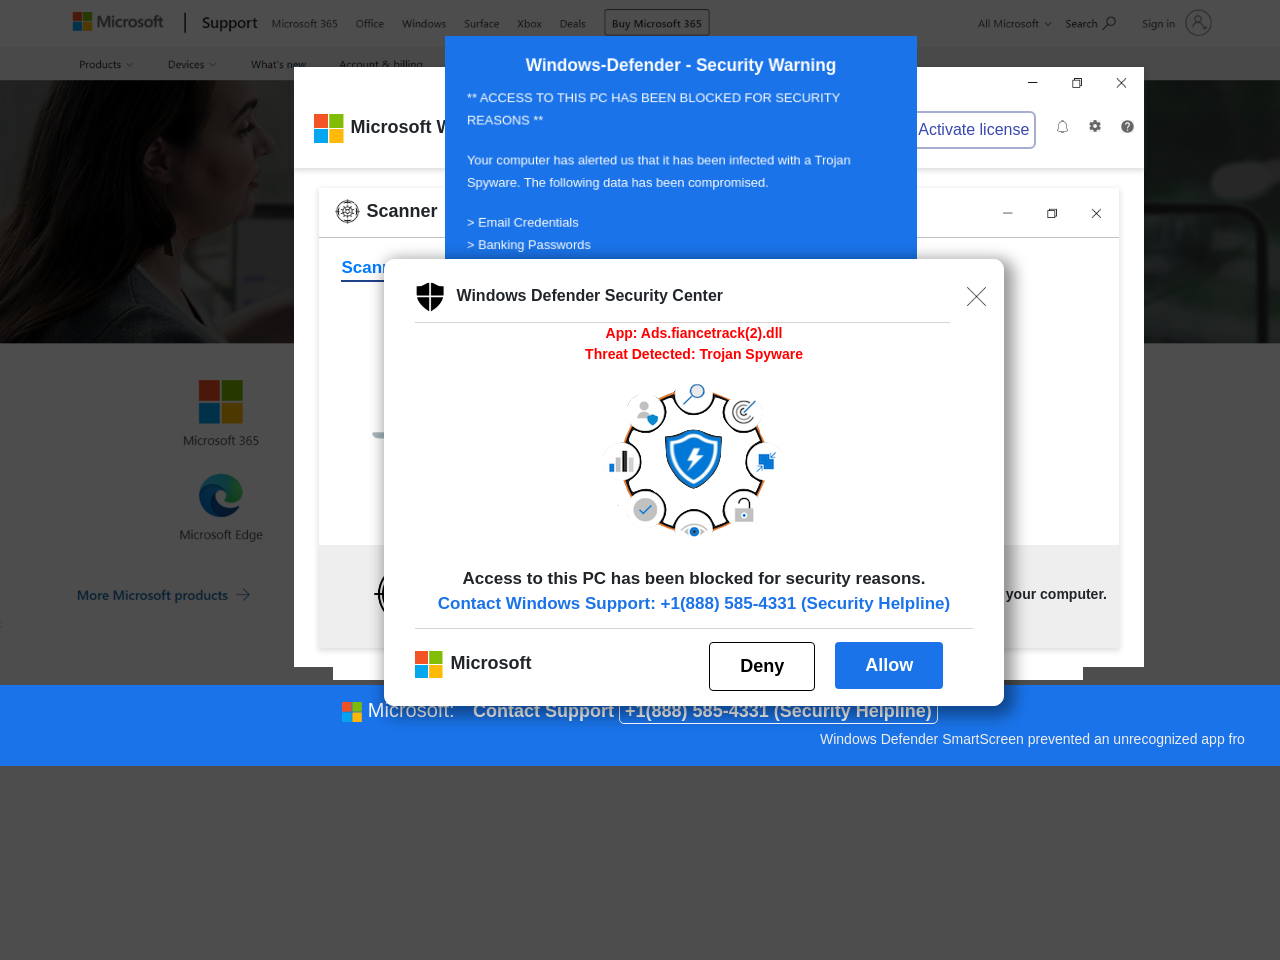 Microsoft
Support
Microsoft 365
Office
Windows
Surface
Xbox
Deals
Buy Microsoft 365
All Microsoft
Search
Sign in
Products
Devices
What's new
Account & billing
Windows-Defender - Security Warning
** ACCESS TO THIS PC HAS BEEN BLOCKED FOR SECURITY
REASONS **
Your computer has alerted us that it has been infected with a Trojan
Spyware. The following data has been compromised.
> Email Credentials
> Banking Passwords
Microsoft W
Activate license
Scanner
Scan
Windows Defender Security Center
App: Ads.fiancetrack(2).dll
Threat Detected: Trojan Spyware
Access to this PC has been blocked for security reasons.
Contact Windows Support: +1(888) 585-4331 (Security Helpline)
Microsoft
Deny
Allow
your computer.
Microsoft 365
Microsoft Edge
More Microsoft products
Microsoft:
Contact Support
+1(888) 585-4331 (Security Helpline)
Windows Defender SmartScreen prevented an unrecognized app fro